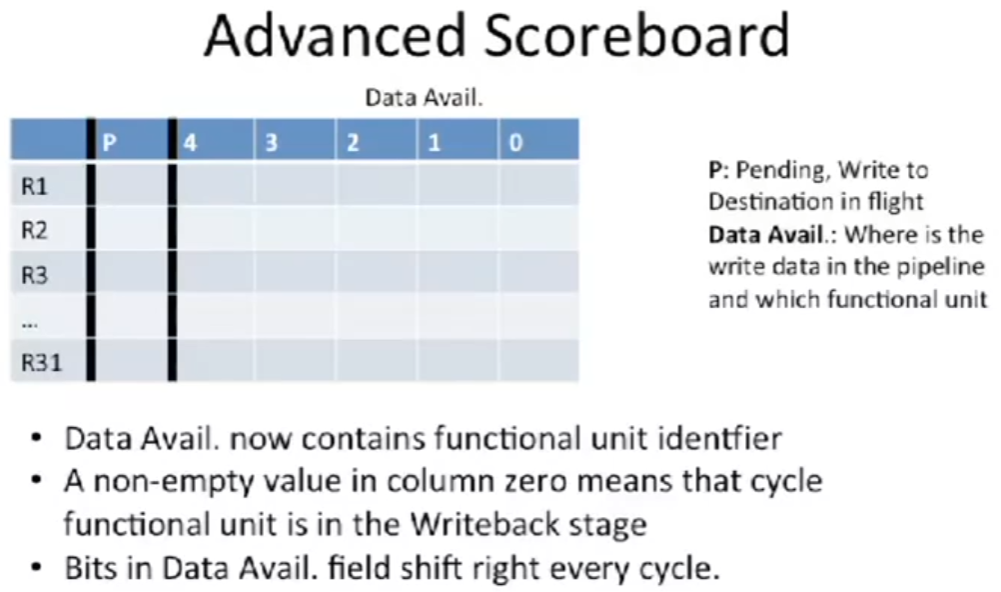 Advanced Scoreboard
Data Avail.
P 4 3 2 1 0
R1
R2
R3
...
R31
P: Pending, Write to
Destination in flight
Data Avail.: Where is the
write data in the pipeline
and which functional unit
• Data Avail. now contains functional unit identfier
• A non-empty value in column zero means that cycle
functional unit is in the Writeback stage
• Bits in Data Avail. field shift right every cycle.